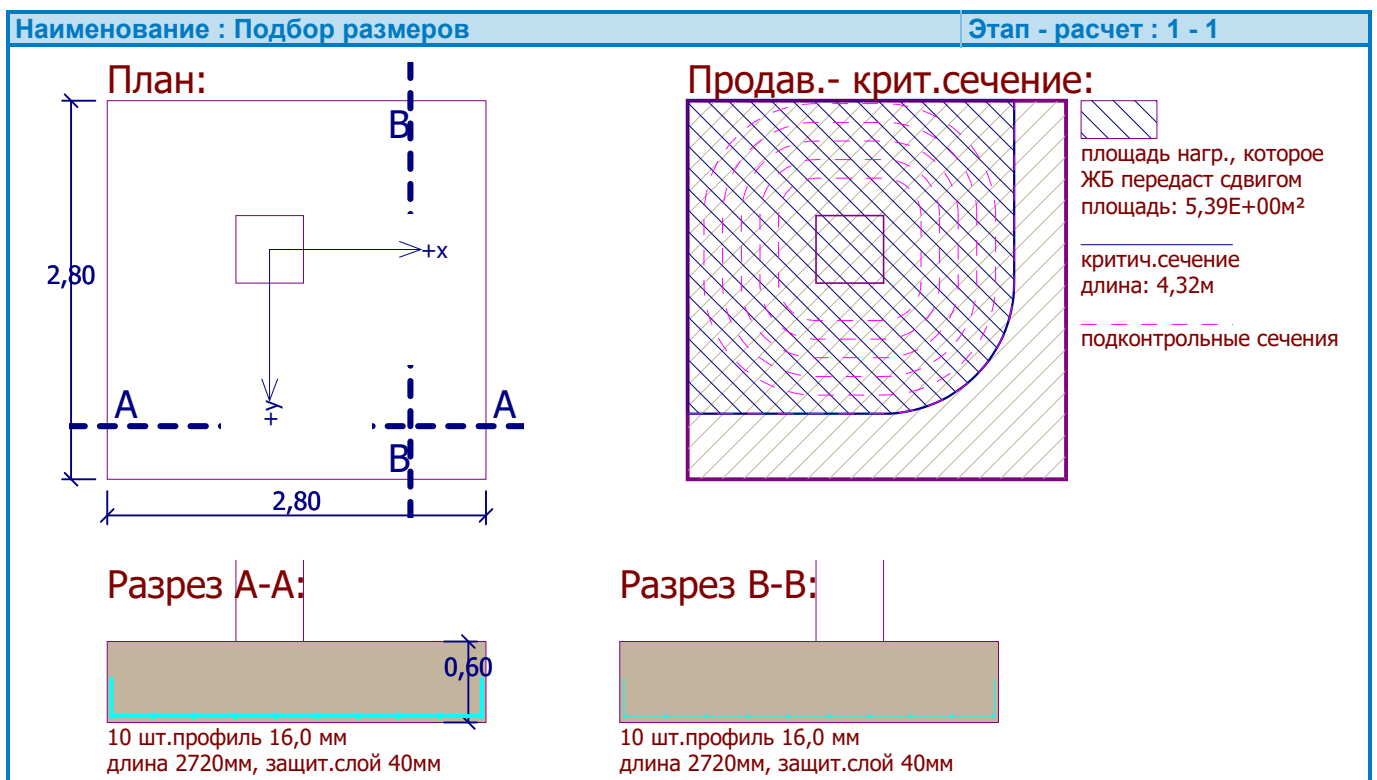 Наименование : Подбор размеров
Этап - расчет : 1 - 1
План:
B
+x
2,80
A
A
+y
B
2,80
Продав.- крит.сечение:
площадь нагр., которое
ЖБ передаст сдвигом
площадь: 5,39E+00м²
критич.сечение
длина: 4,32м
подконтрольные сечения
Разрез A-A:
0,60
10 шт.профиль 16,0 мм
длина 2720мм, защит.слой 40мм
Разрез B-B:
10 шт.профиль 16,0 мм
длина 2720мм, защит.слой 40мм